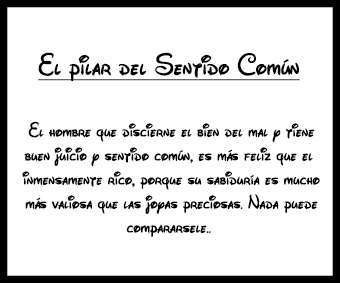 El pilar del Sentido Común
El hombre que discierne el bien del mal y tiene
buen juicio y sentido común, es más feliz que el
inmensamente rico, porque su sabiduría es mucho
más valiosa que las joyas preciosas. Nada puede
compararsele..